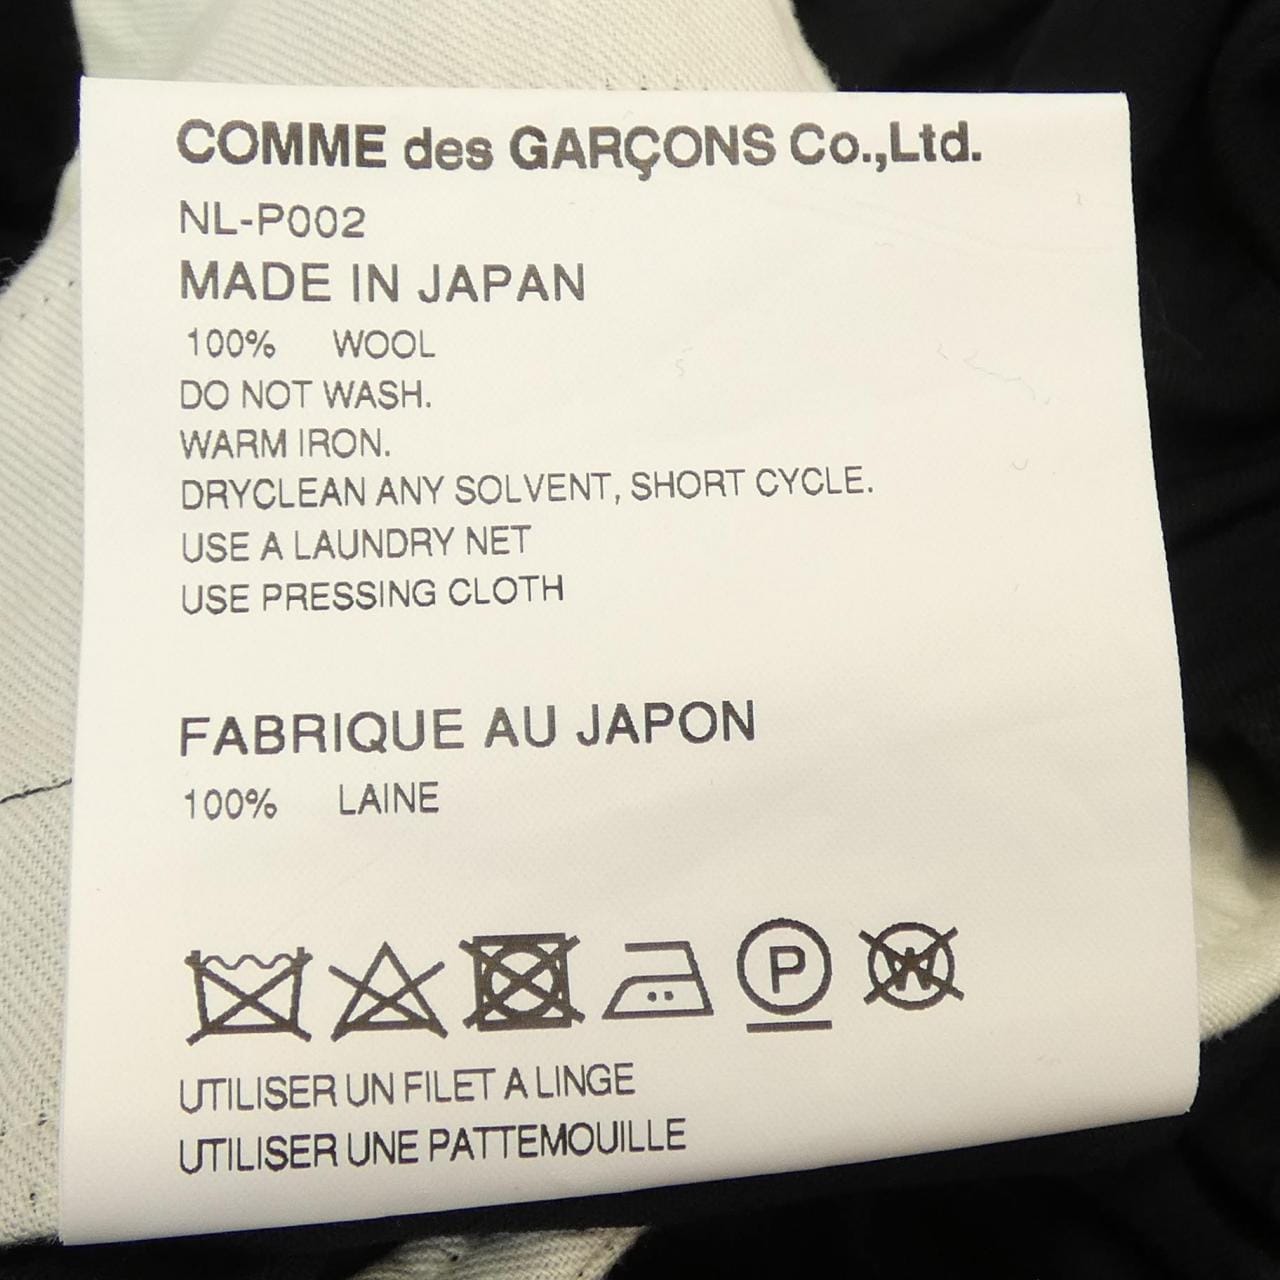 COMME des GARÇONS Co.,Ltd.
NL-P002
MADE IN JAPAN
100% WOOL
DO NOT WASH.
WARM IRON.
DRYCLEAN ANY SOLVENT, SHORT CYCLE.
USE A LAUNDRY NET
USE PRESSING CLOTH
FABRIQUE AU JAPON
100% LAINE
P W
UTILISER UN FILET A LINGE
UTILISER UNE PATTEMOUILLE